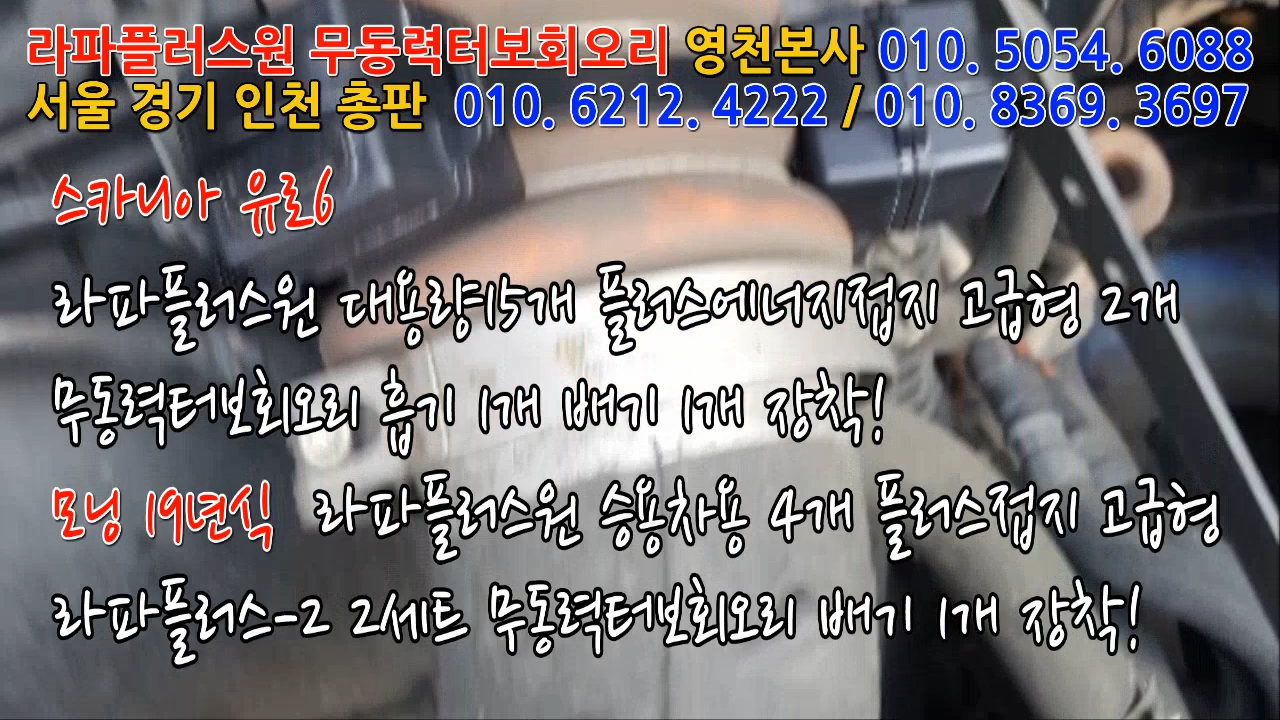 라파플러스원 무동력터보회오리 영천본사 010. 5054. 6088
서울 경기 인천 총판 010. 6212. 4222 / 010. 8369. 3697
스카니아 유로6
라파플러스원 대용량15개 플러스에너지접지 고급형 2개
무동력터보회오리 흡기 1개 배기 1개 장착!
모닝 19년식 라파플러스원 승용차용 4개 플러스접지 고급형
라파플러스-2 2세트 무동력터보회오리 배기 1개 장착!